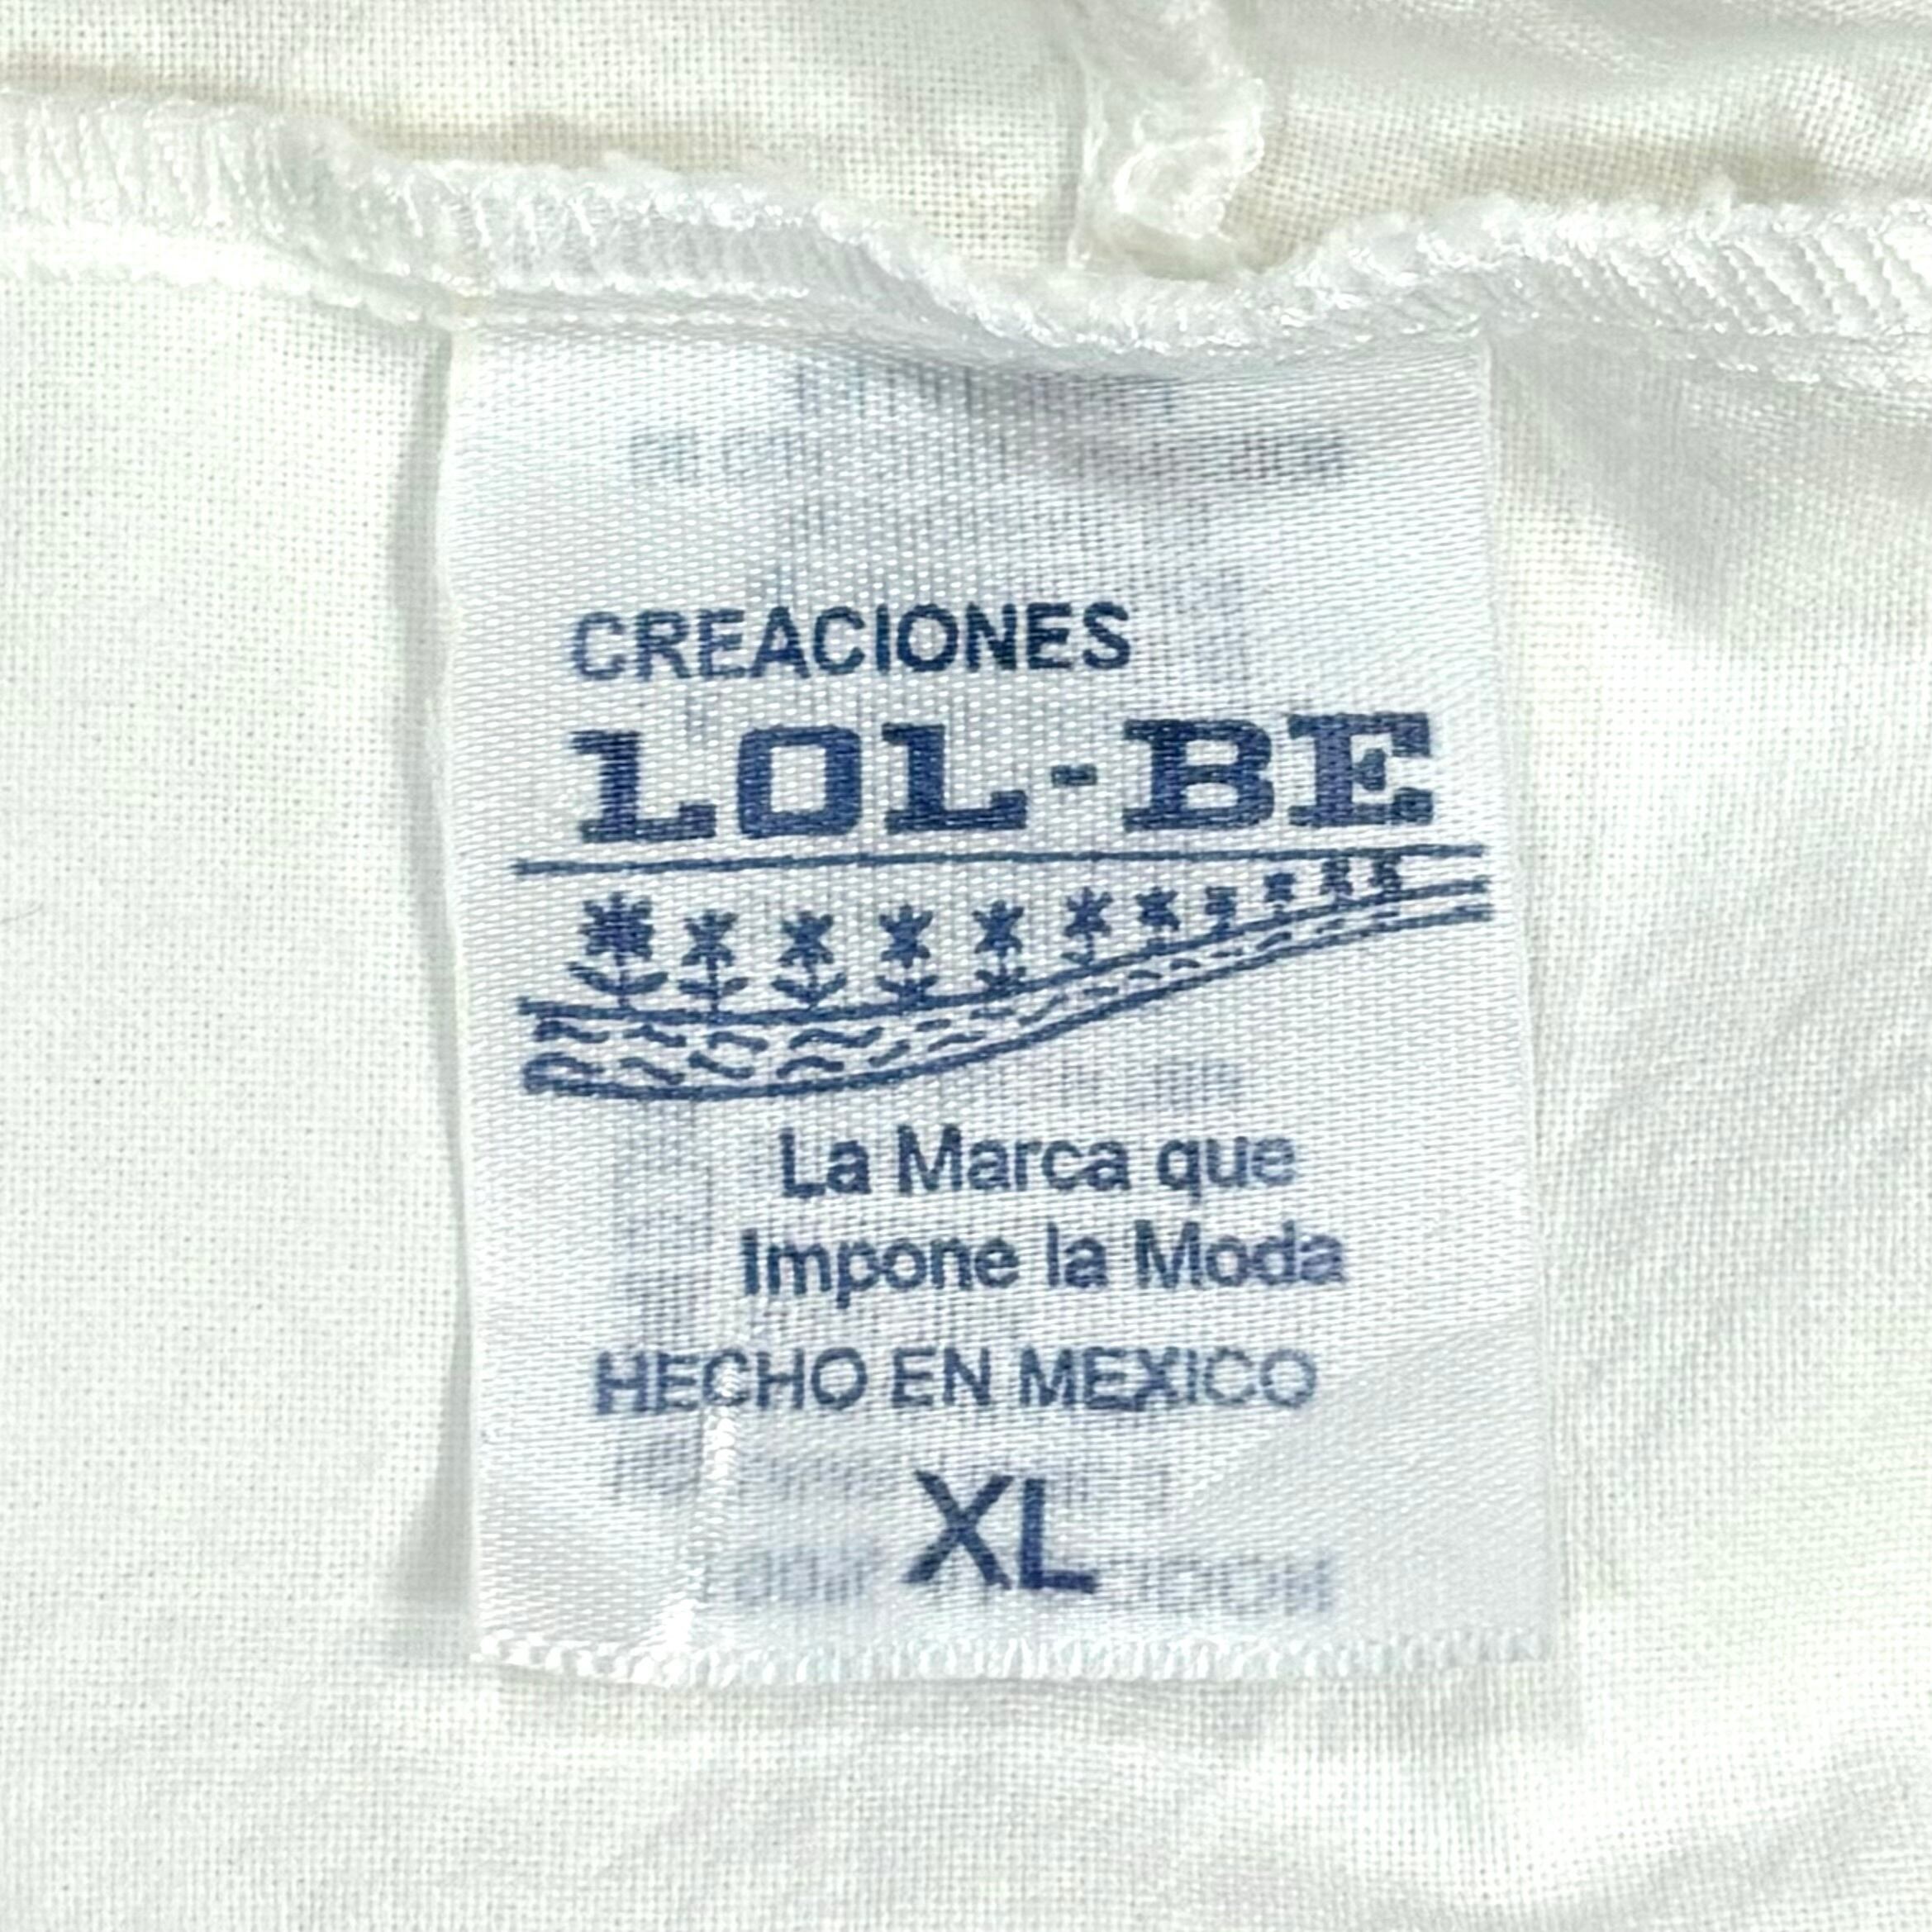 CREACIONES
LOL-BE
La Marca que
Impone la Moda
HECHO EN MEXICO
XL